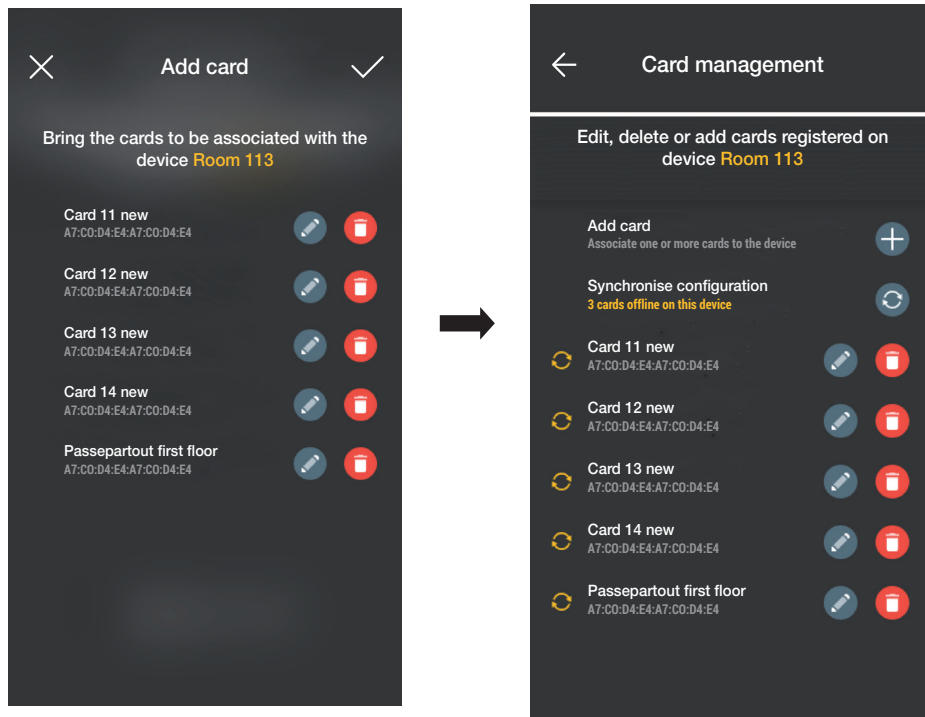 Add card
Bring the cards to be associated with the
device Room 113
Card 11 new
A7:C0:D4:E4:A7:C0:D4:E4
Card 12 new
A7:C0:D4:E4:A7:C0:D4:E4
Card 13 new
A7:C0:D4:E4:A7:C0:D4:E4
Card 14 new
A7:C0:D4:E4:A7:C0:D4:E4
Passepartout first floor
A7:C0:D4:E4:A7:C0:D4:E4
Card management
Edit, delete or add cards registered on
device Room 113
Add card
Associate one or more cards to the device
Synchronise configuration
3 cards offline on this device
Card 11 new
A7:C0:D4:E4:A7:C0:D4:E4
Card 12 new
A7:C0:D4:E4:A7:C0:D4:E4
Card 13 new
A7:C0:D4:E4:A7:C0:D4:E4
Card 14 new
A7:C0:D4:E4:A7:C0:D4:E4
Passepartout first floor
A7:C0:D4:E4:A7:C0:D4:E4